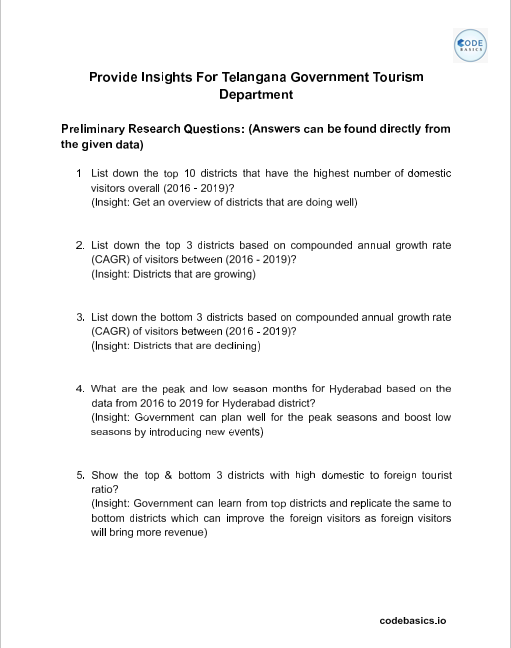 CODE
BASICS
Provide Insights For Telangana Government Tourism
Department
Preliminary Research Questions: (Answers can be found directly from
the given data)
1 List down the top 10 districts that have the highest number of domestic
visitors overall (2016 - 2019)?
(Insight: Get an overview of districts that are doing well)
2. List down the top 3 districts based on compounded annual growth rate
(CAGR) of visitors between (2016 - 2019)?
(Insight: Districts that are growing)
3. List down the bottom 3 districts based on compounded annual growth rate
(CAGR) of visitors between (2016 - 2019)?
(Insight: Districts that are declining)
4. What are the peak and low season months for Hyderabad based on the
data from 2016 to 2019 for Hyderabad district?
(Insight: Government can plan well for the peak seasons and boost low
seasons by introducing new events)
5. Show the top & bottom 3 districts with high domestic to foreign tourist
ratio?
(Insight: Government can learn from top districts and replicate the same to
bottom districts which can improve the foreign visitors as foreign visitors
will bring more revenue)
codebasics.io